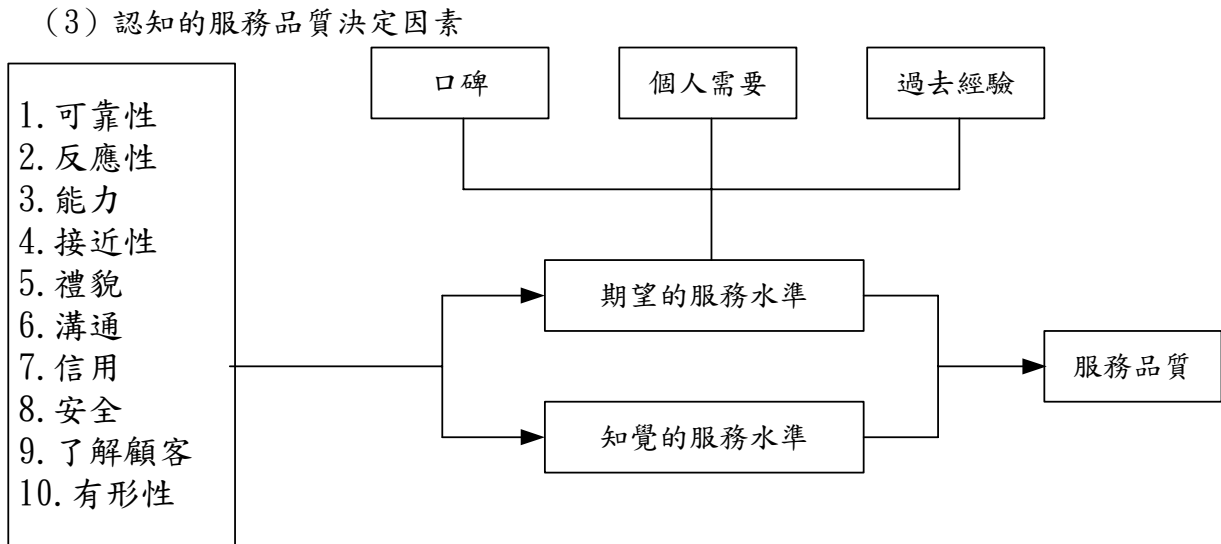 （3）認知的服務品質決定因素
口碑
個人需要
過去經驗
1.可靠性
2.反應性
3.能力
4.接近性
5.禮貌
6.溝通
7.信用
8.安全
9.了解顧客
10.有形性
期望的服務水準
知覺的服務水準
服務品質